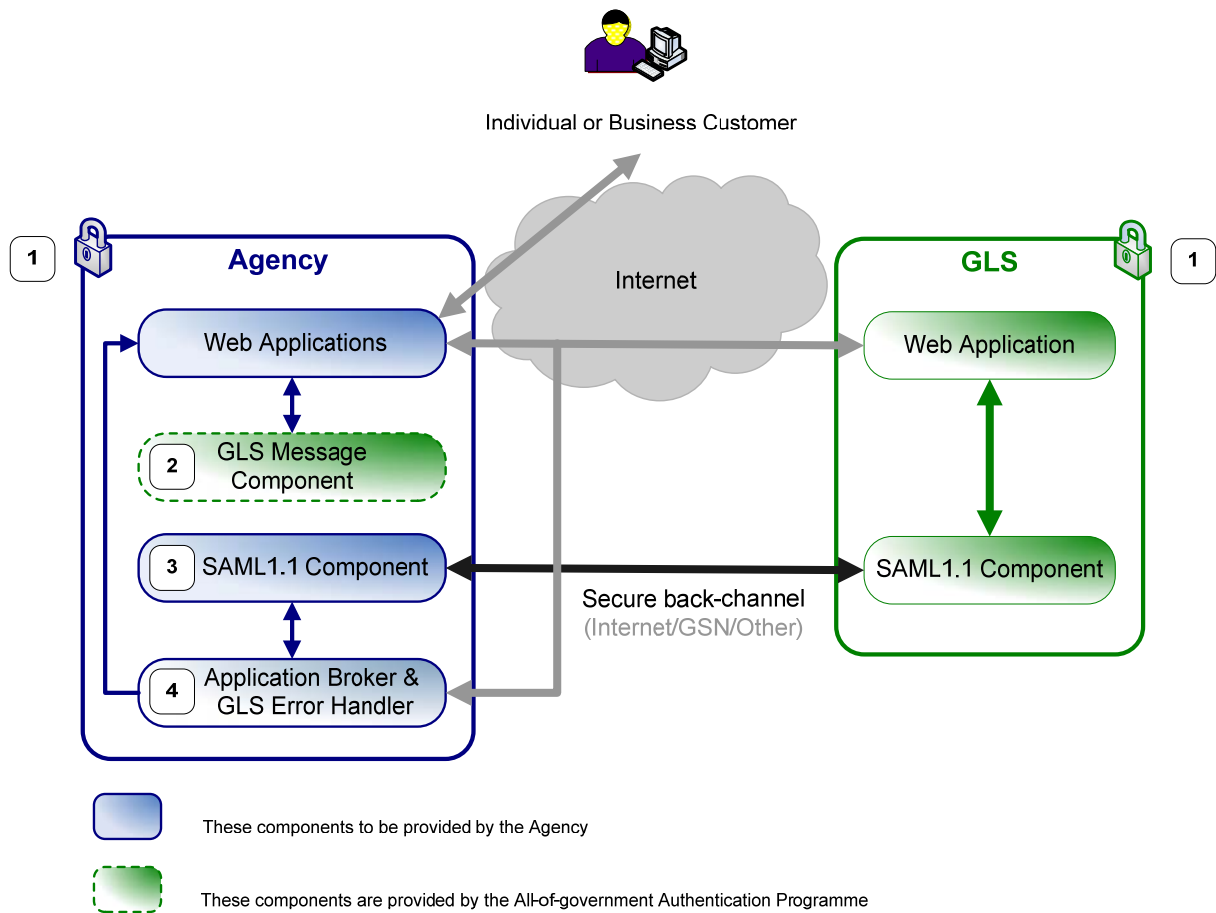 Individual or Business Customer
1
Agency
Internet
GLS
1
Web Applications
Web Application
2
GLS Message
Component
3
SAML1.1 Component
SAML1.1 Component
Secure back-channel
(Internet/GSN/Other)
4
Application Broker &
GLS Error Handler
These components to be provided by the Agency
These components are provided by the All-of-government Authentication Programme